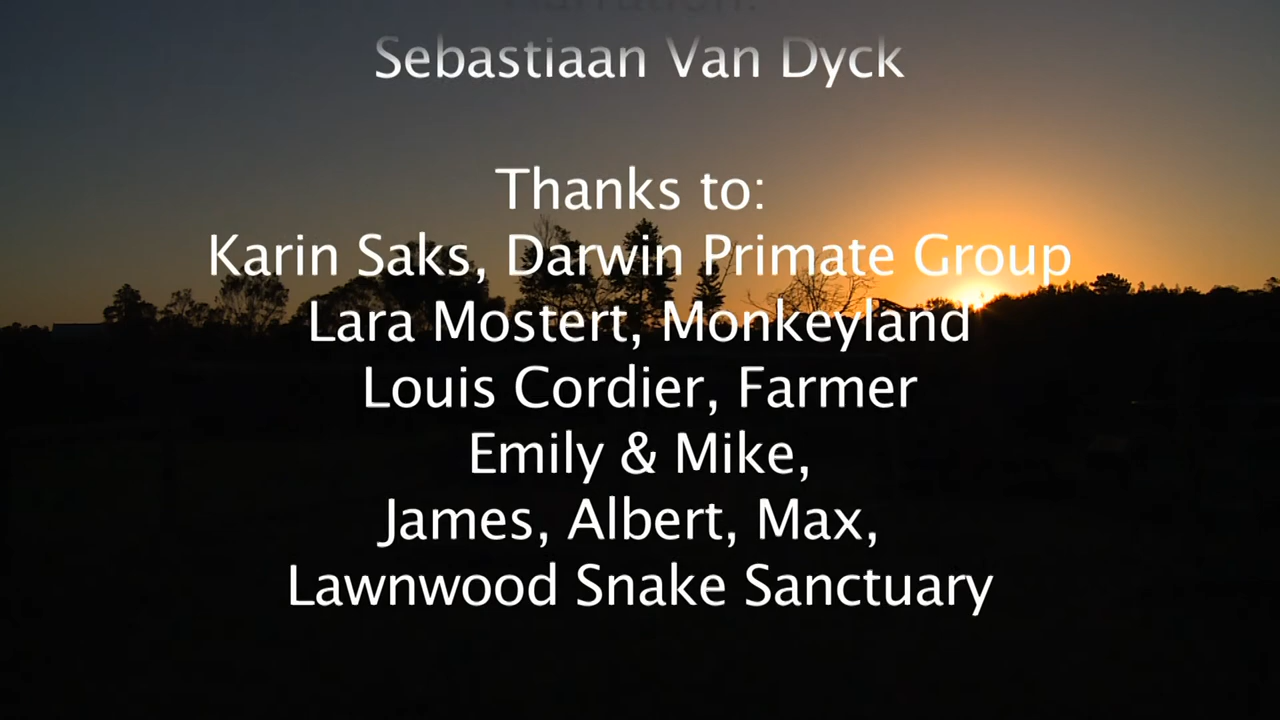 Narration:
Sebastiaan Van Dyck
Thanks to:
Karin Saks, Darwin Primate Group
Lara Mostert, Monkeyland
Louis Cordier, Farmer
Emily & Mike,
James, Albert, Max,
Lawnwood Snake Sanctuary